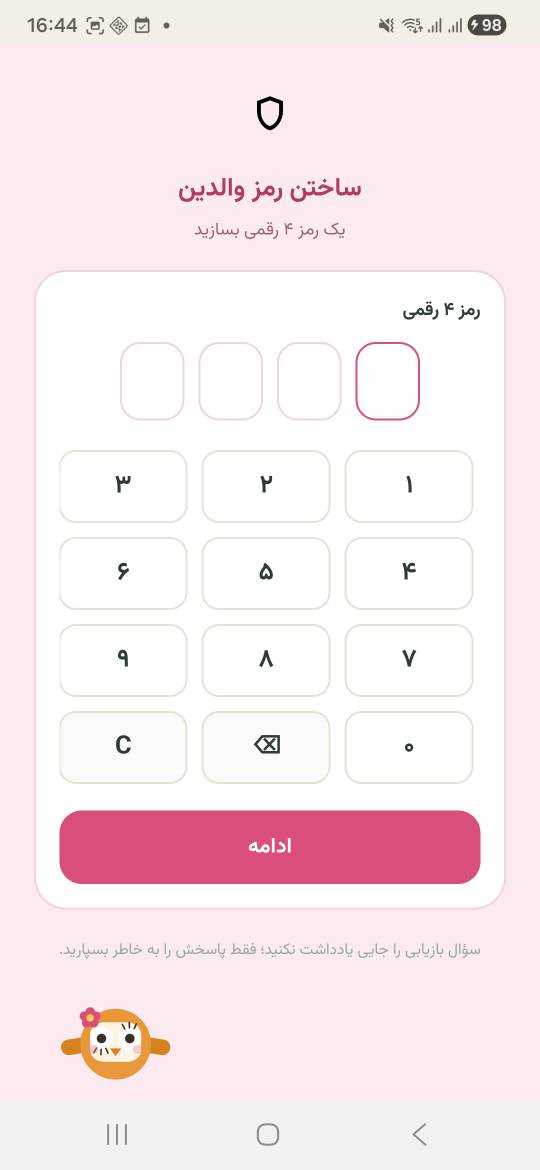 16:44
98
ساختن رمز والدین
یک رمز ۴ رقمی بسازید
رمز ۴ رقمی
۱ ۲ ۳
۴ ۵ ۶
۷ ۸ ۹
۰ C
ادامه
سؤال بازیابی را جایی یادداشت نکنید؛ فقط پاسخش را به خاطر بسپارید.